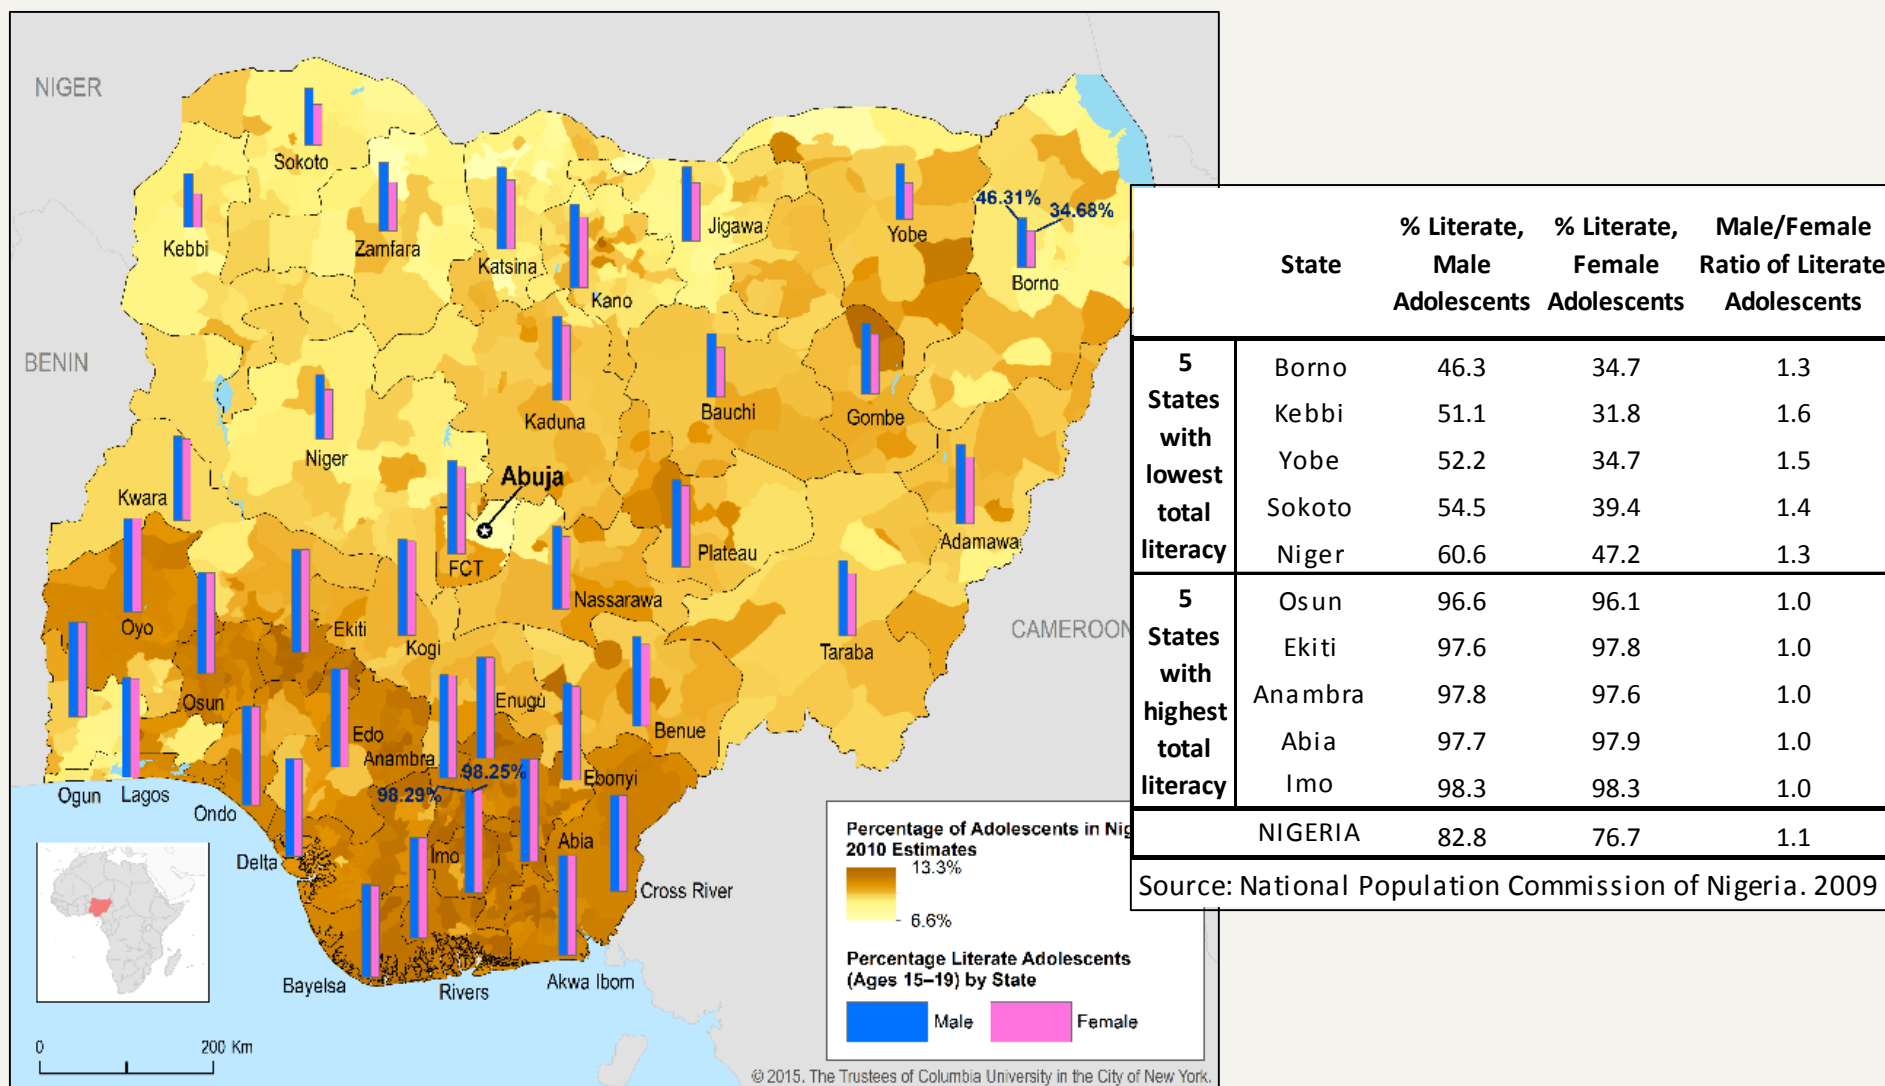 NIGER
BENIN
CAMEROON
Sokoto
Kebbi
Zamfara
Katsina
Kano
Jigawa
Yobe
46.31%
34.68%
Borno
Niger
Kaduna
Bauchi
Gombe
Kwara
Abuja
FCT
Plateau
Adamawa
Nassarawa
Oyo
Ekiti
Kogi
Taraba
Osun
Edo
Enugu
Benue
Anambra
98.25%
98.29%
Ebonyi
Ogun
Lagos
Ondo
Delta
Imo
Abia
Cross River
Bayelsa
Rivers
Akwa Ibom
0 200 Km
Percentage of Adolescents in Nig
2010 Estimates
13.3%
6.6%
Percentage Literate Adolescents
(Ages 15–19) by State
Male Female
© 2015. The Trustees of Columbia University in the City of New York.
State % Literate, Male Adolescents % Literate, Female Adolescents Male/Female Ratio of Literate Adolescents
5 States with lowest total literacy
Borno 46.3 34.7 1.3
Kebbi 51.1 31.8 1.6
Yobe 52.2 34.7 1.5
Sokoto 54.5 39.4 1.4
Niger 60.6 47.2 1.3
5 States with highest total literacy
Osun 96.6 96.1 1.0
Ekiti 97.6 97.8 1.0
Anambra 97.8 97.6 1.0
Abia 97.7 97.9 1.0
Imo 98.3 98.3 1.0
NIGERIA 82.8 76.7 1.1
Source: National Population Commission of Nigeria. 2009